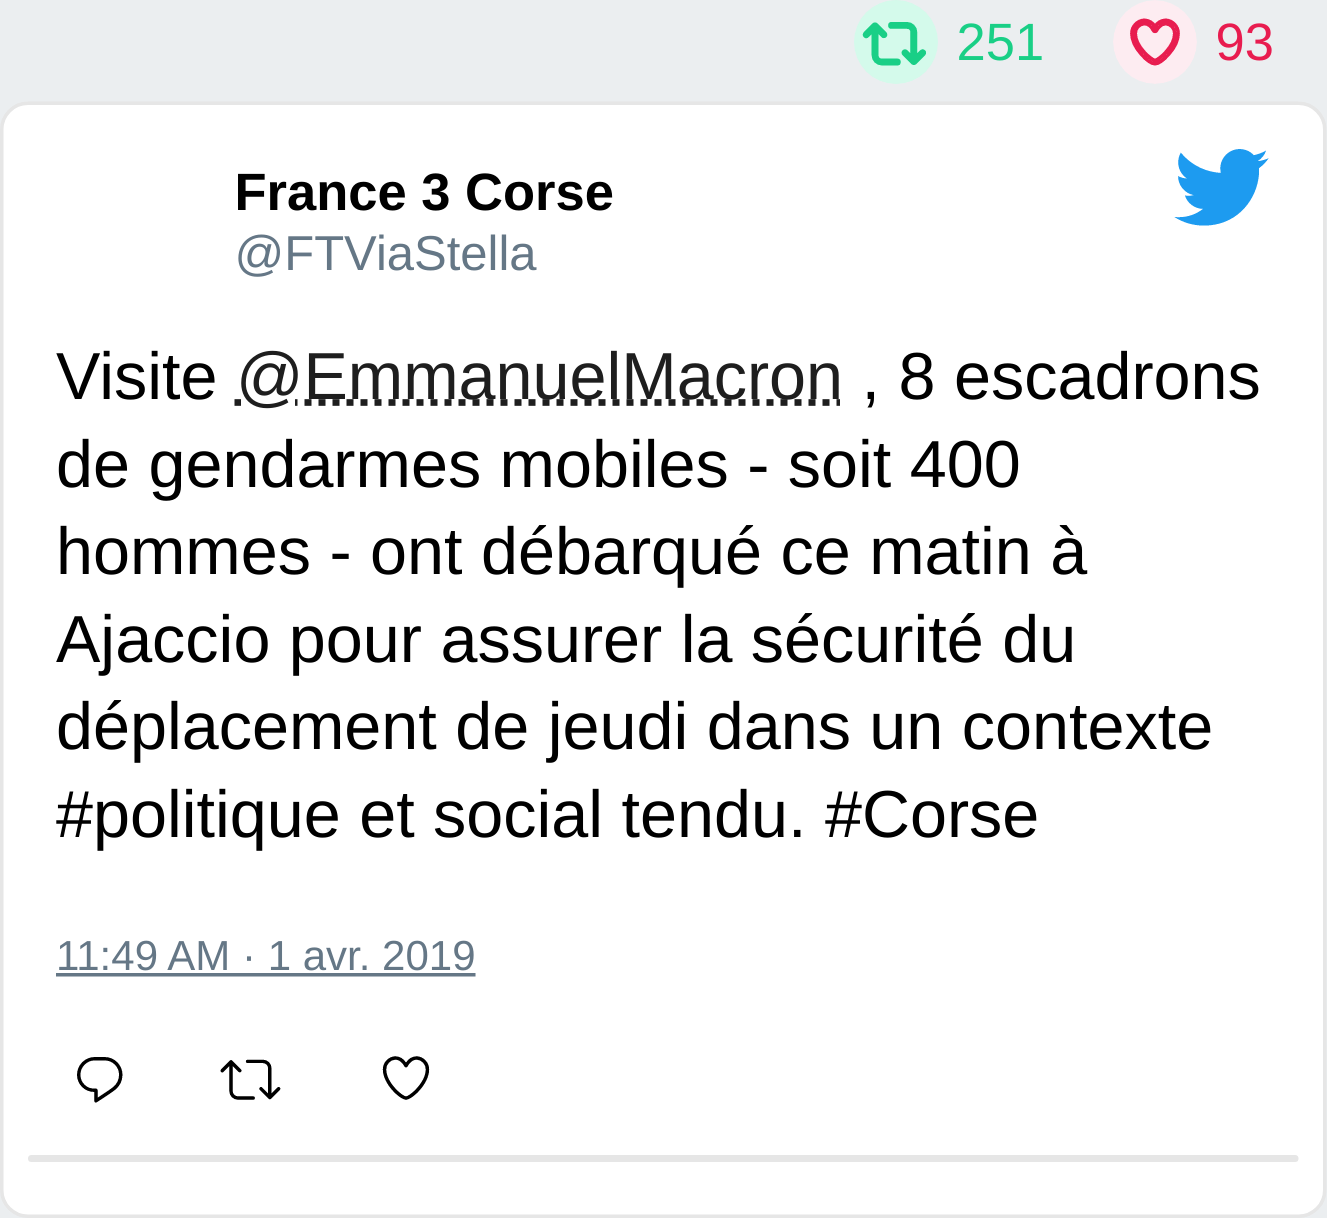 251 93
France 3 Corse
@FTViaStella
Visite @EmmanuelMacron , 8 escadrons
de gendarmes mobiles - soit 400
hommes - ont débarqué ce matin à
Ajaccio pour assurer la sécurité du
déplacement de jeudi dans un contexte
#politique et social tendu. #Corse
11:49 AM · 1 avr. 2019